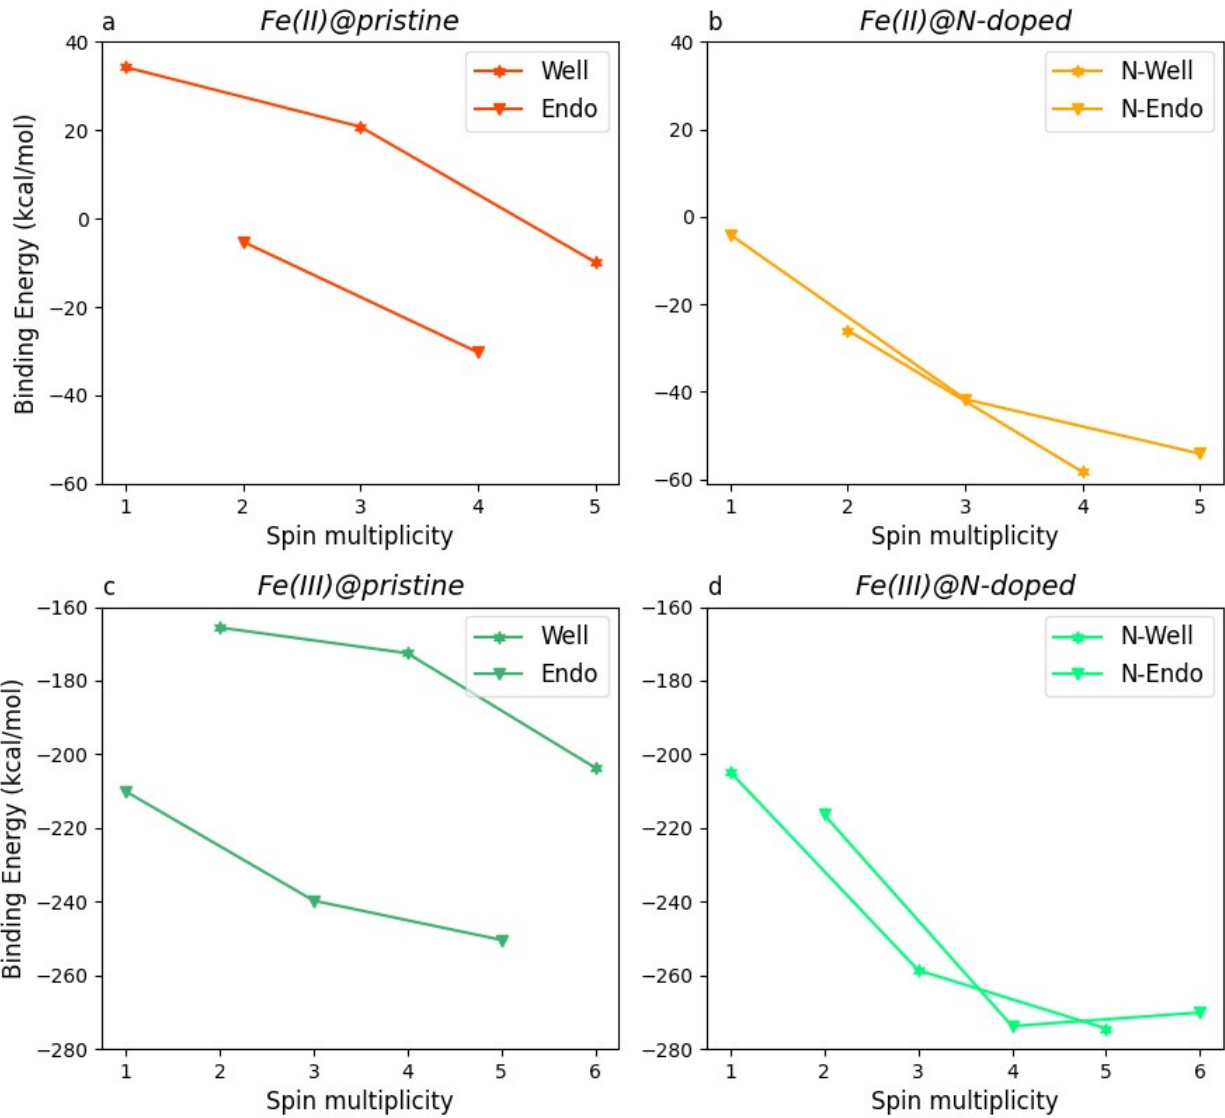 a
Fe(II)@pristine
40
20
0
−20
−40
−60
Binding Energy (kcal/mol)
Well
Endo
1 2 3 4 5
Spin multiplicity
b
Fe(II)@N-doped
40
20
0
−20
−40
−60
N-Well
N-Endo
1 2 3 4 5
Spin multiplicity
c
Fe(III)@pristine
−160
−180
−200
−220
−240
−260
−280
Binding Energy (kcal/mol)
Well
Endo
1 2 3 4 5 6
Spin multiplicity
d
Fe(III)@N-doped
−160
−180
−200
−220
−240
−260
−280
N-Well
N-Endo
1 2 3 4 5 6
Spin multiplicity